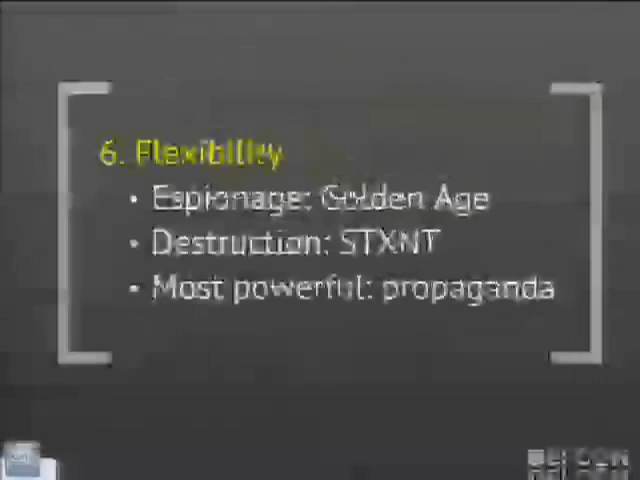 6. Flexibility
• Espionage: Golden Age
• Destruction: STXNT
• Most powerful: propaganda